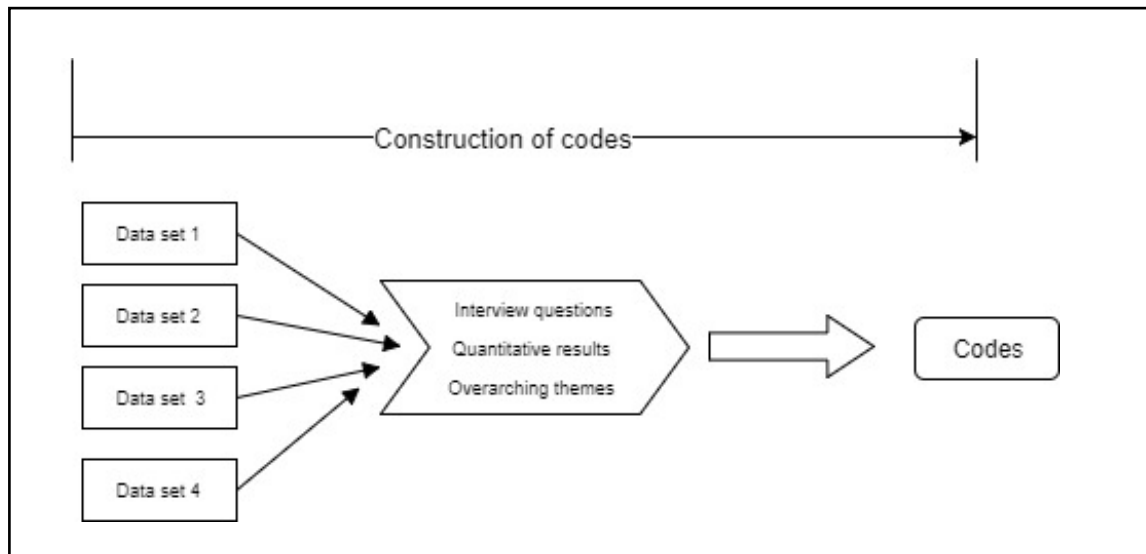 Construction of codes
Data set 1
Data set 2
Data set  3
Data set 4
Interview questions
Quantitative results
Overarching themes
Codes